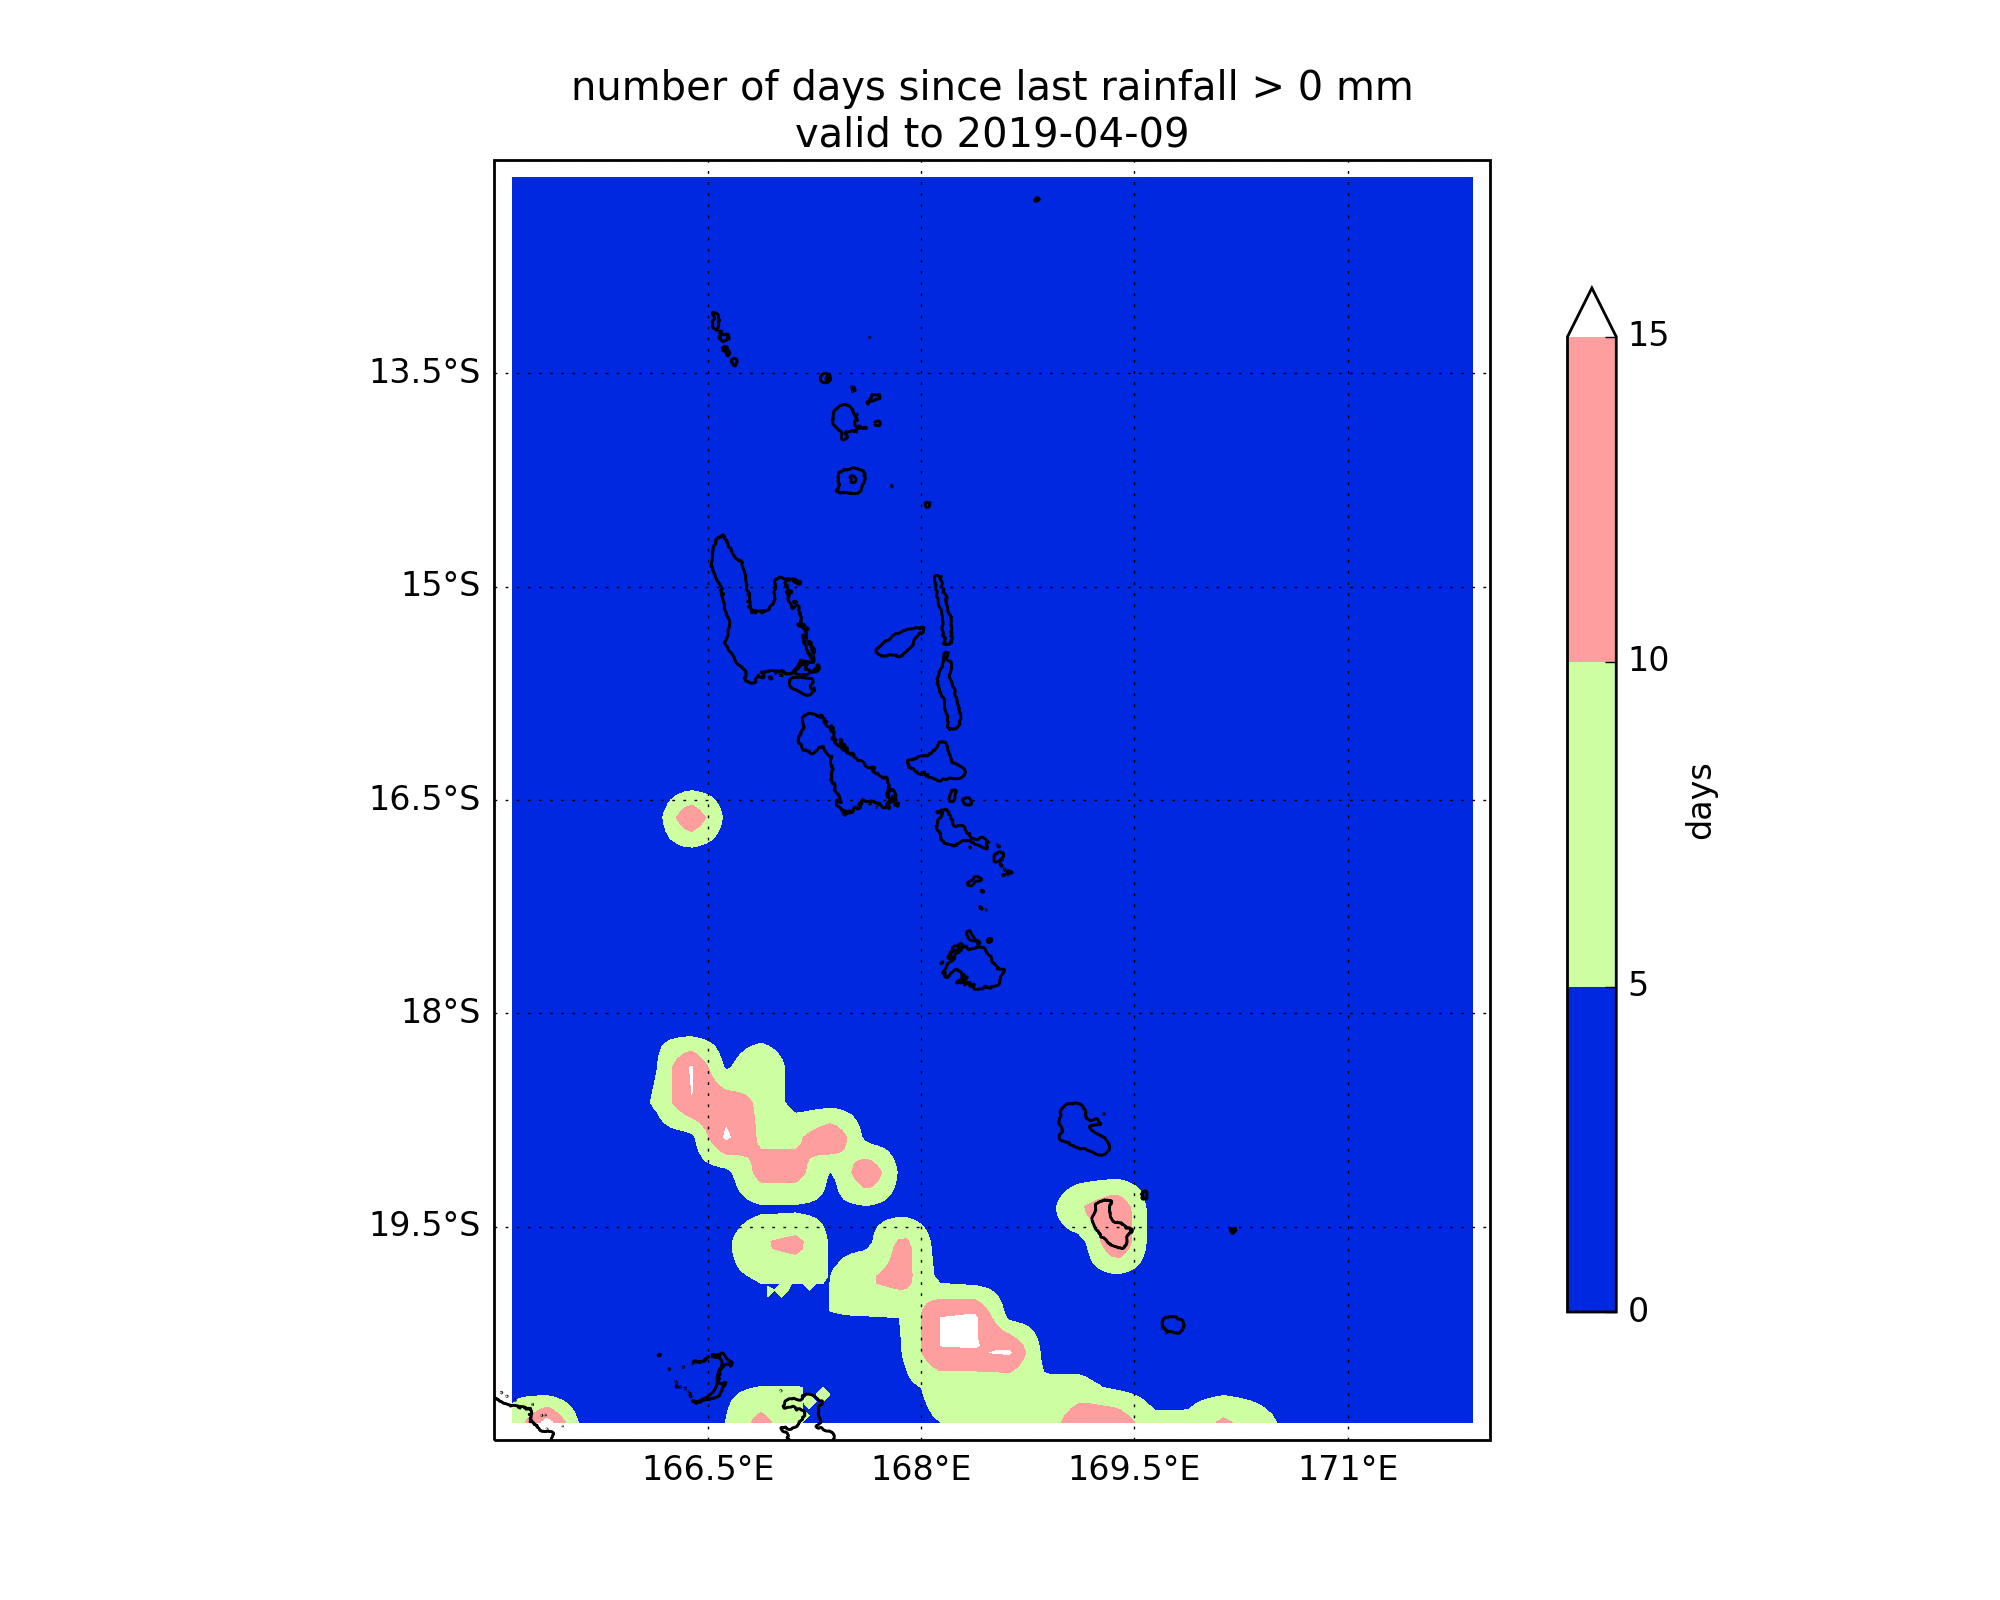 number of days since last rainfall > 0 mm
valid to 2019-04-09
13.5°S
15°S
16.5°S
18°S
19.5°S
166.5°E
168°E
169.5°E
171°E
15
10
5
0
days